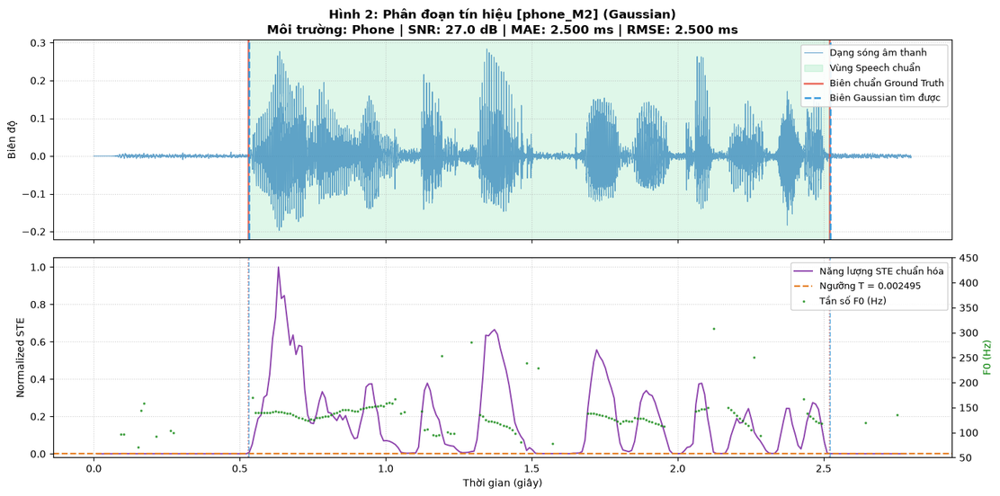 Hình 2: Phân đoạn tín hiệu [phone_M2] (Gaussian)
Môi trường: Phone | SNR: 27.0 dB | MAE: 2.500 ms | RMSE: 2.500 ms
Biên độ
0.3
0.2
0.1
0.0
−0.1
−0.2
Dạng sóng âm thanh
Vùng Speech chuẩn
Biên chuẩn Ground Truth
Biên Gaussian tìm được
Normalized STE
1.0
0.8
0.6
0.4
0.2
0.0
Năng lượng STE chuẩn hóa
Ngưỡng T = 0.002495
Tần số F0 (Hz)
450
400
350
300
250
200
150
100
50
F0 (Hz)
0.0 0.5 1.0 1.5 2.0 2.5
Thời gian (giây)